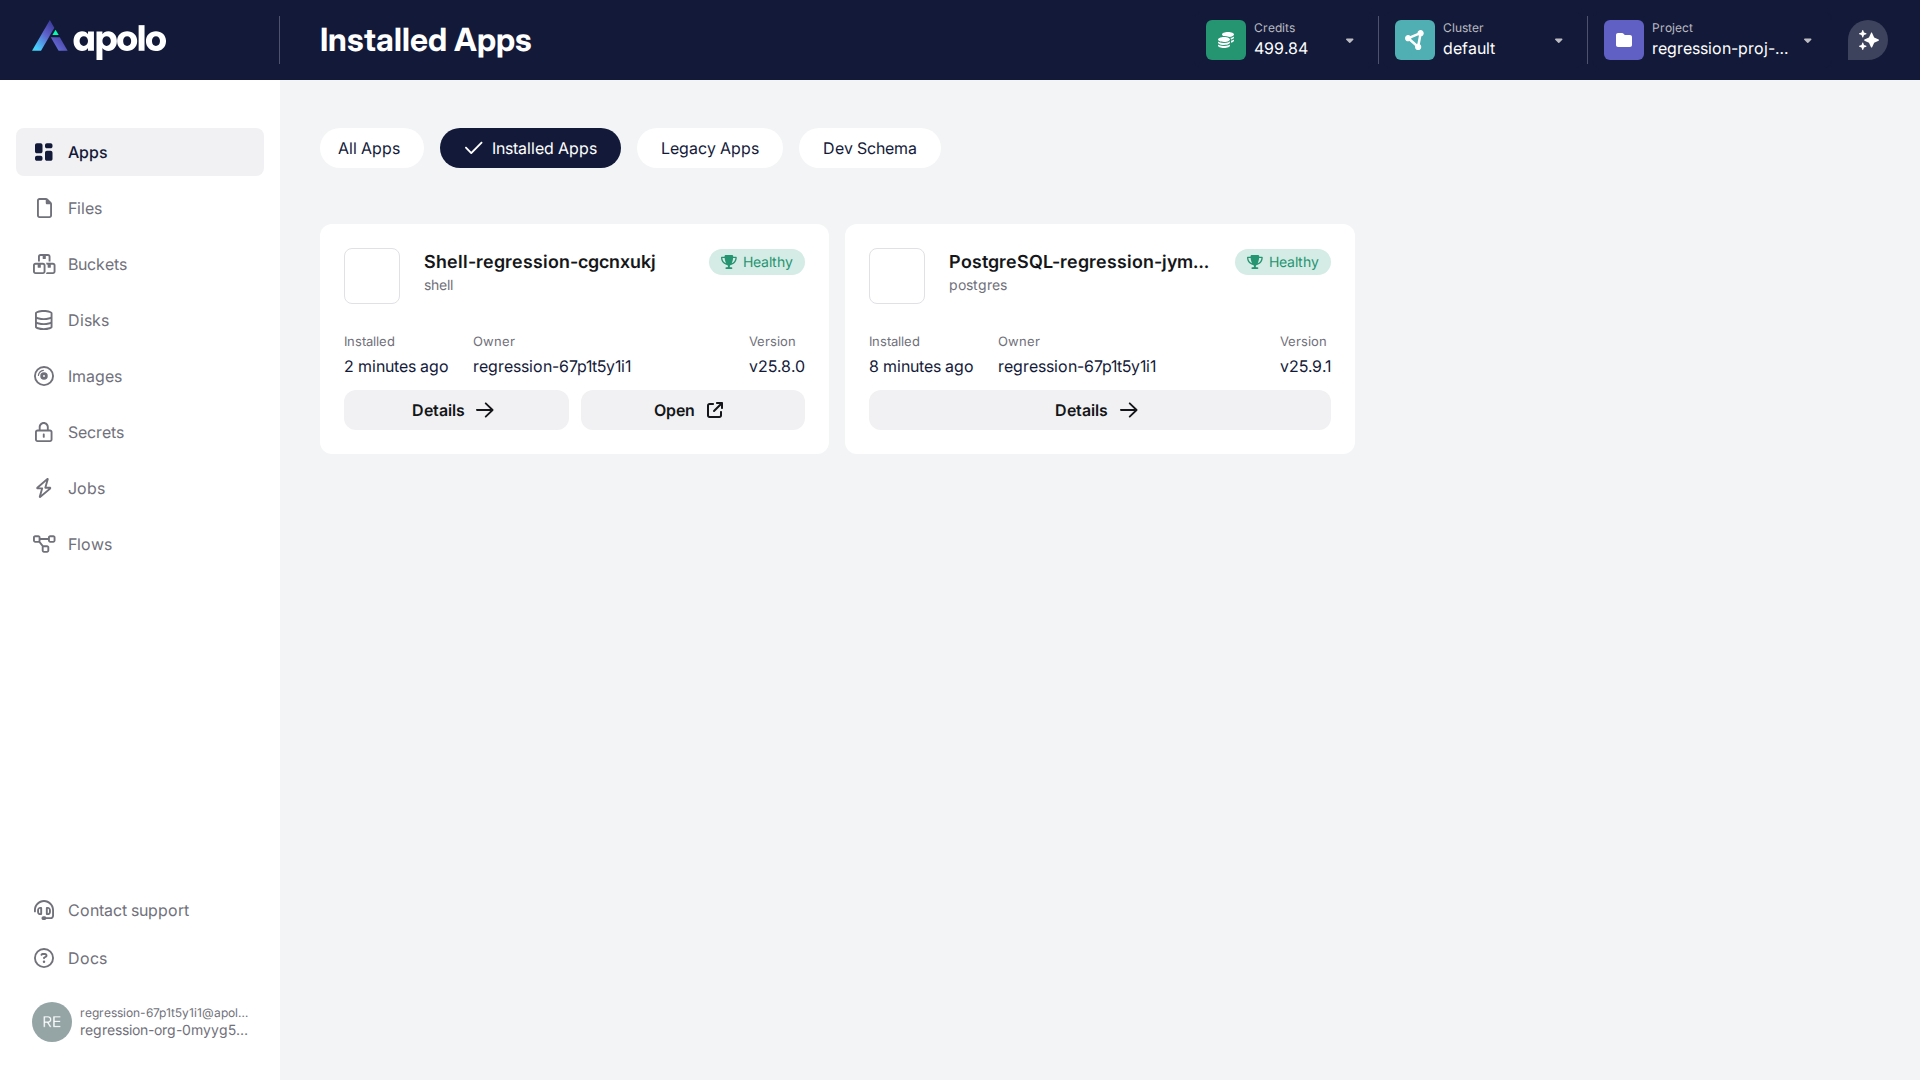 apolo
Installed Apps
Credits
499.84
Cluster
default
Project
regression-proj-...
Apps
Files
Buckets
Disks
Images
Secrets
Jobs
Flows
Contact support
Docs
RE
regression-67p1t5y1i1@apol...
regression-org-0myyg5...
All Apps
Installed Apps
Legacy Apps
Dev Schema
Shell-regression-cgcnxukj
shell
Healthy
Installed
2 minutes ago
Owner
regression-67p1t5y1i1
Version
v25.8.0
Details
Open
PostgreSQL-regression-jym...
postgres
Healthy
Installed
8 minutes ago
Owner
regression-67p1t5y1i1
Version
v25.9.1
Details